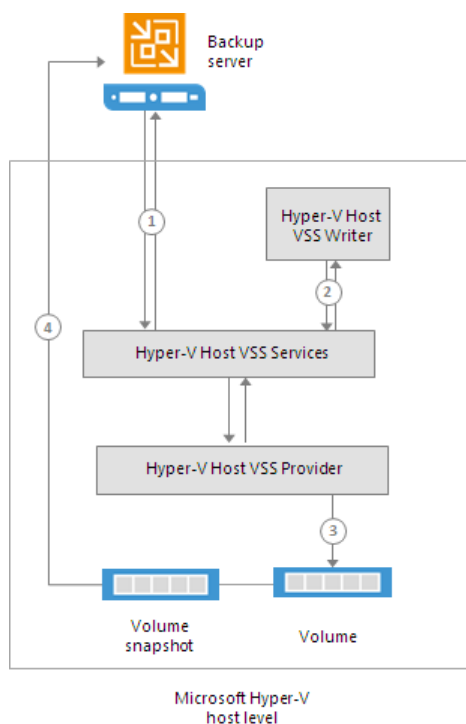 Backup
server
1
Hyper-V Host
VSS Writer
2
4
Hyper-V Host VSS Services
Hyper-V Host VSS Provider
3
Volume
snapshot
Volume
Microsoft Hyper-V
host level